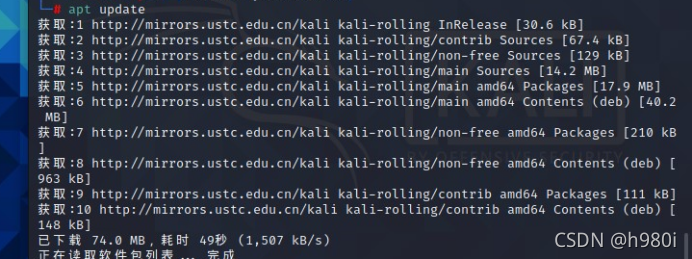 └─# apt update
获取:1 http://mirrors.ustc.edu.cn/kali kali-rolling InRelease [30.6 kB]
获取:2 http://mirrors.ustc.edu.cn/kali kali-rolling/contrib Sources [67.4 kB]
获取:3 http://mirrors.ustc.edu.cn/kali kali-rolling/non-free Sources [129 kB]
获取:4 http://mirrors.ustc.edu.cn/kali kali-rolling/main Sources [14.2 MB]
获取:5 http://mirrors.ustc.edu.cn/kali kali-rolling/main amd64 Packages [17.9 MB]
获取:6 http://mirrors.ustc.edu.cn/kali kali-rolling/main amd64 Contents (deb) [40.2
MB]
获取:7 http://mirrors.ustc.edu.cn/kali kali-rolling/non-free amd64 Packages [210 kB
]
获取:8 http://mirrors.ustc.edu.cn/kali kali-rolling/non-free amd64 Contents (deb) [
963 kB]
获取:9 http://mirrors.ustc.edu.cn/kali kali-rolling/contrib amd64 Packages [111 kB]
获取:10 http://mirrors.ustc.edu.cn/kali kali-rolling/contrib amd64 Contents (deb) [
148 kB]
已下载 74.0 MB，耗时 49秒 (1,507 kB/s)
正在读取软件包列表... 完成
CSDN @h980i